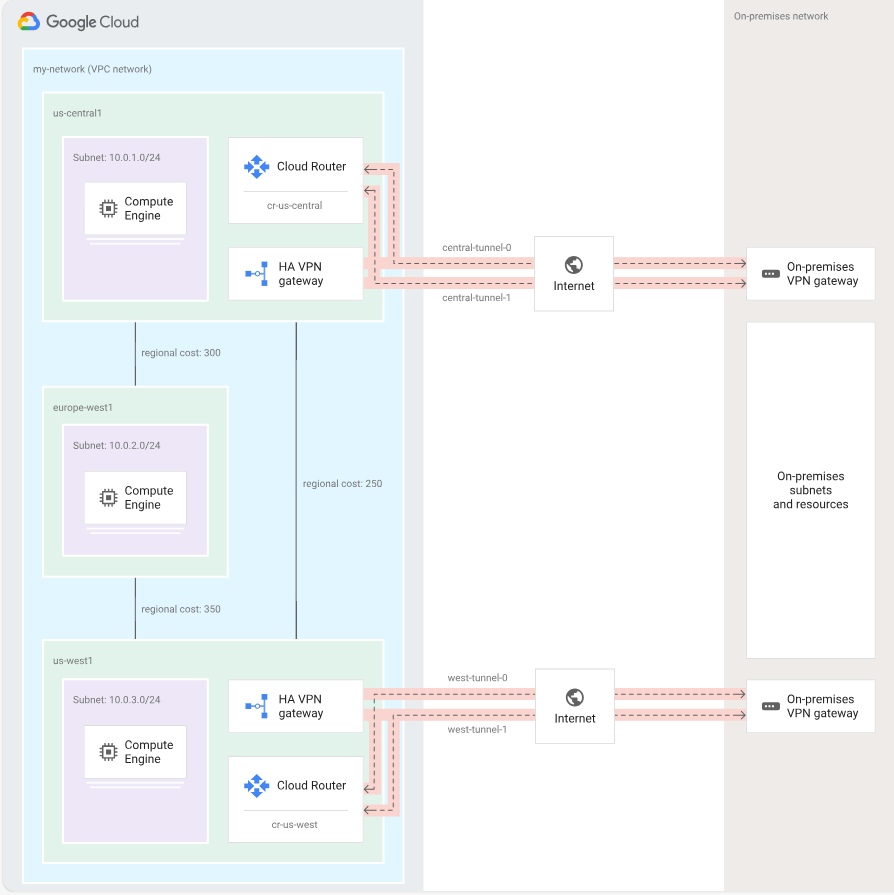 Google Cloud
On-premises network
my-network (VPC network)
us-central1
Subnet: 10.0.1.0/24
Compute
Engine
Cloud Router
cr-us-central
HA VPN
gateway
central-tunnel-0
central-tunnel-1
Internet
On-premises
VPN gateway
regional cost: 300
europe-west1
Subnet: 10.0.2.0/24
Compute
Engine
regional cost: 250
On-premises
subnets
and resources
regional cost: 350
us-west1
Subnet: 10.0.3.0/24
Compute
Engine
HA VPN
gateway
Cloud Router
cr-us-west
west-tunnel-0
west-tunnel-1
Internet
On-premises
VPN gateway